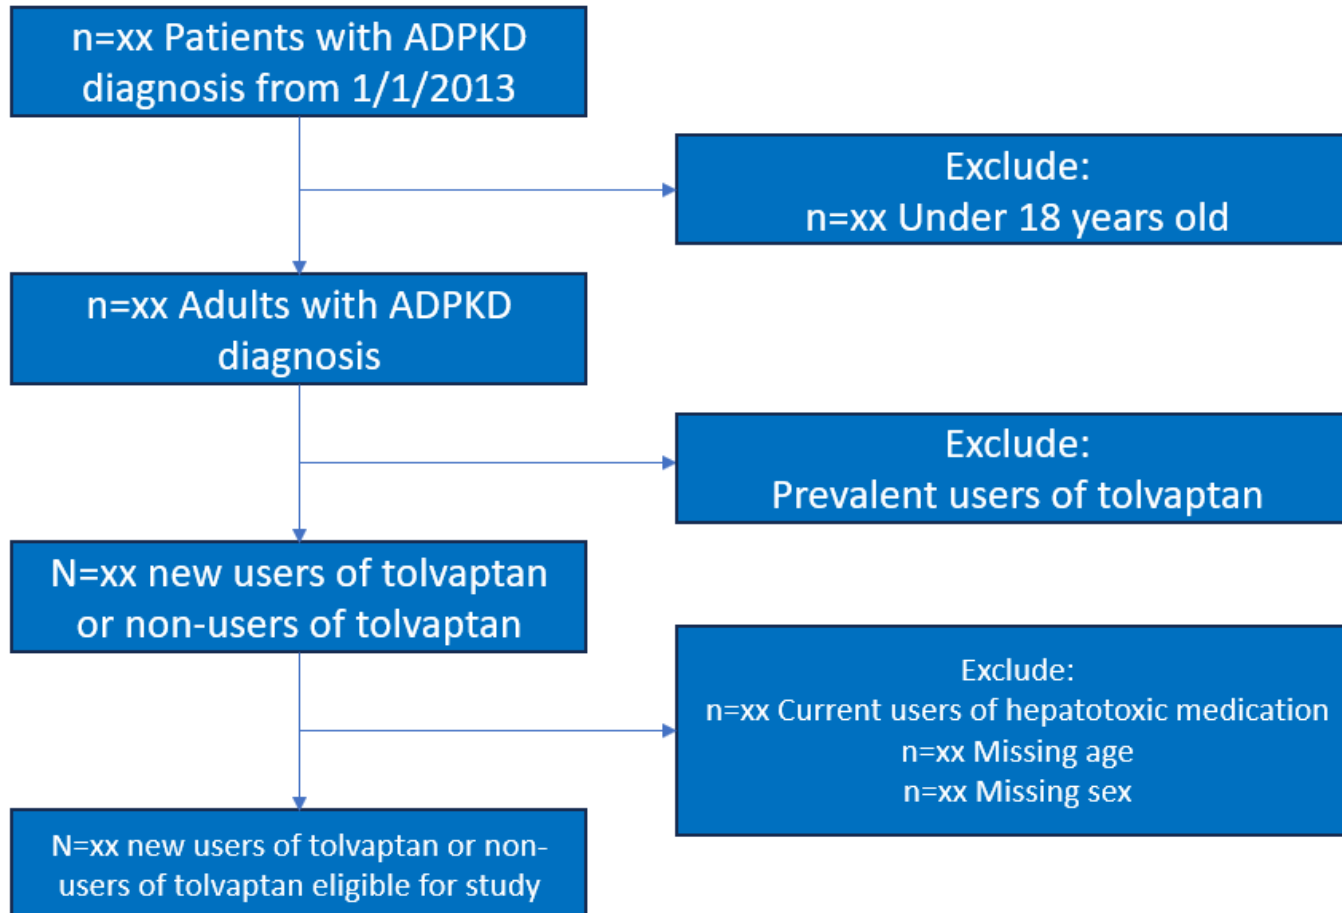 n=xx Patients with ADPKD
diagnosis from 1/1/2013
Exclude:
n=xx Under 18 years old
n=xx Adults with ADPKD
diagnosis
Exclude:
Prevalent users of tolvaptan
N=xx new users of tolvaptan
or non-users of tolvaptan
Exclude:
n=xx Current users of hepatotoxic medication
n=xx Missing age
n=xx Missing sex
N=xx new users of tolvaptan or non-
users of tolvaptan eligible for study